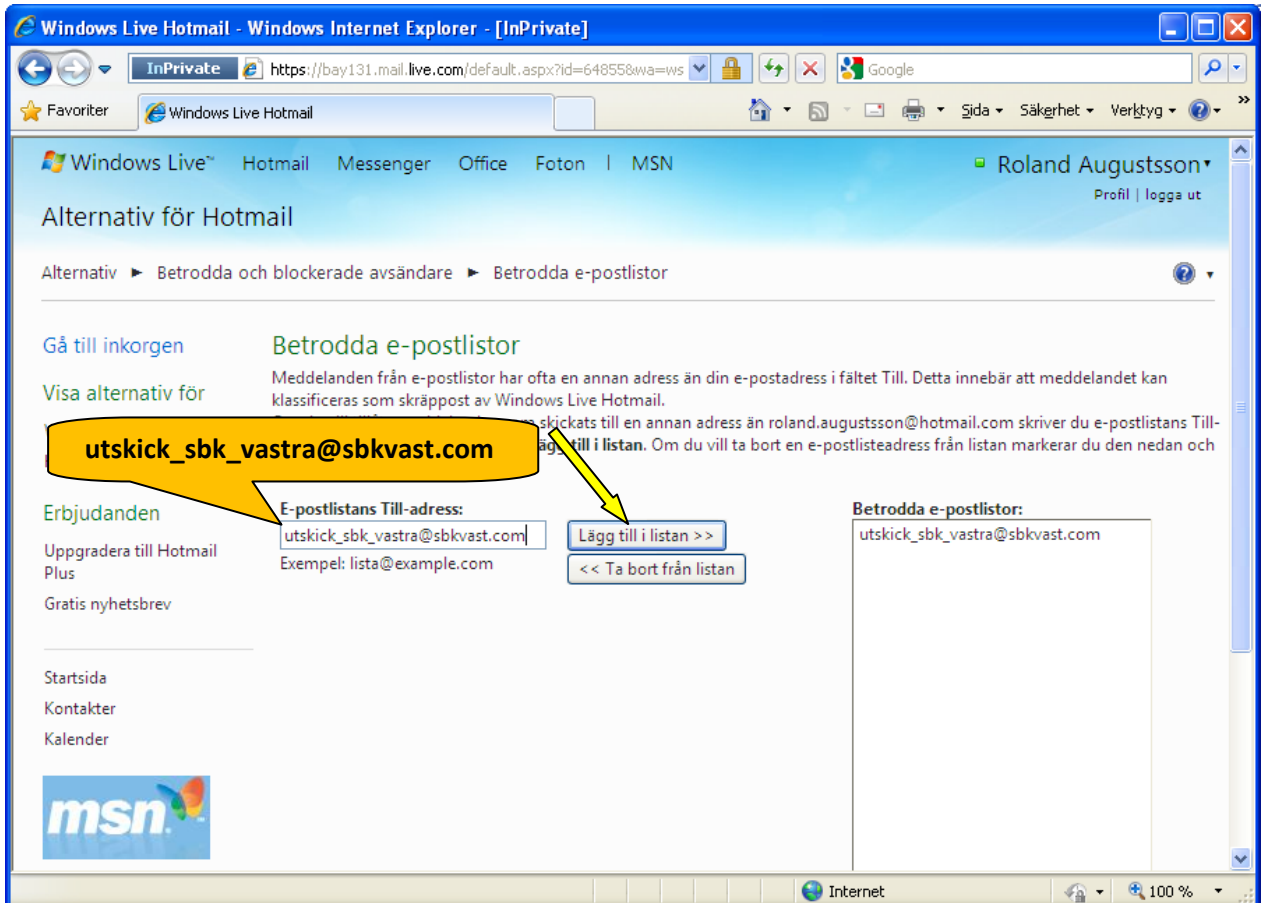 Windows Live Hotmail - Windows Internet Explorer - [InPrivate]
InPrivate https://bay131.mail.live.com/default.aspx?id=64855&wa=ws Google
Favoriter Windows Live Hotmail Sida Säkerhet Verktyg »
Windows Live™ Hotmail Messenger Office Foton | MSN Roland Augustsson
Profil | logga ut
Alternativ för Hotmail
Alternativ ► Betrodda och blockerade avsändare ► Betrodda e-postlistor
Gå till inkorgen
Visa alternativ för
Betrodda e-postlistor
Meddelanden från e-postlistor har ofta en annan adress än din e-postadress i fältet Till. Detta innebär att meddelandet kan
klassificeras som skräppost av Windows Live Hotmail.
skickats till en annan adress än roland.augustsson@hotmail.com skriver du e-postlistans Till-
till i listan. Om du vill ta bort en e-postlisteadress från listan markerar du den nedan och
utskick_sbk_vastra@sbkvast.com
Erbjudanden
Uppgradera till Hotmail
Plus
Gratis nyhetsbrev
E-postlistans Till-adress:
utskick_sbk_vastra@sbkvast.com
Exempel: lista@example.com
Lägg till i listan >>
<< Ta bort från listan
Betrodda e-postlistor:
utskick_sbk_vastra@sbkvast.com
Startsida
Kontakter
Kalender
msn
Internet 100 %